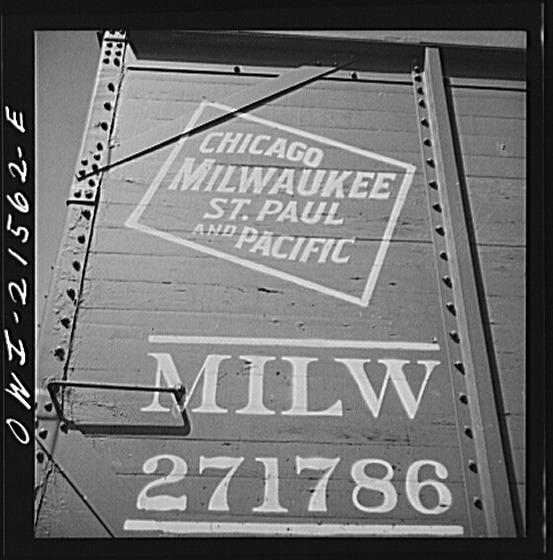 OWI-21562-E
CHICAGO
MILWAUKEE
ST. PAUL
AND PACIFIC
MILW
271786